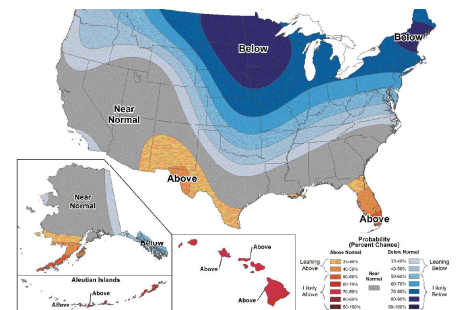 Below
Below
Near
Normal
Above
Above
Near
Normal
Below
Aleutian Islands
Above
Above
Above
Above
Above
Above
Probability
(Percent Chance)
Above Normal
Below Normal
Leaning
Above
Likely
Above
Near
Normal
Leaning
Below
Likely
Below
33-40%
40-50%
50-60%
60-70%
70-80%
80-90%
90-100%
33-40%
40-50%
50-60%
60-70%
70-80%
80-90%
90-100%